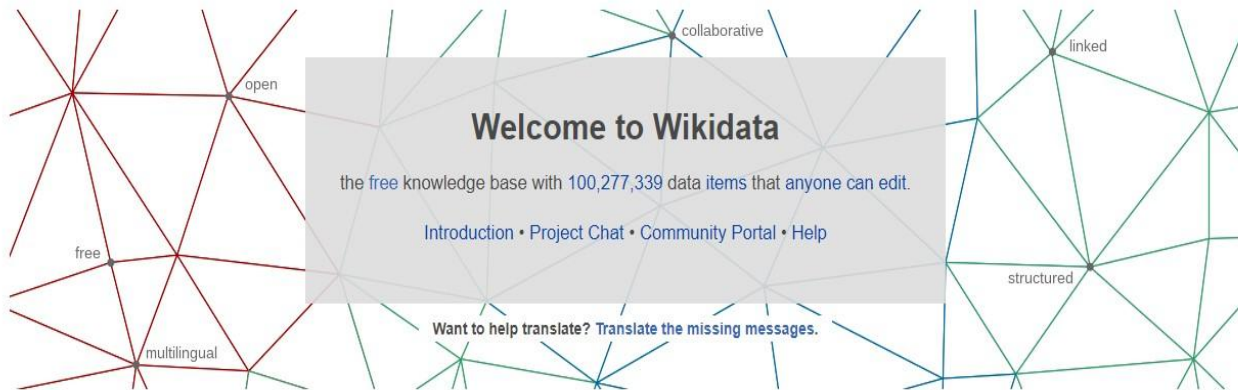 collaborative
linked
open
Welcome to Wikidata
the free knowledge base with 100,277,339 data items that anyone can edit.
Introduction • Project Chat • Community Portal • Help
free
structured
Want to help translate? Translate the missing messages.
multilingual